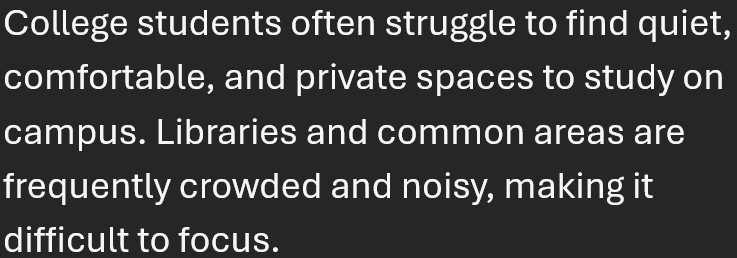 College students often struggle to find quiet,
comfortable, and private spaces to study on
campus. Libraries and common areas are
frequently crowded and noisy, making it
difficult to focus.